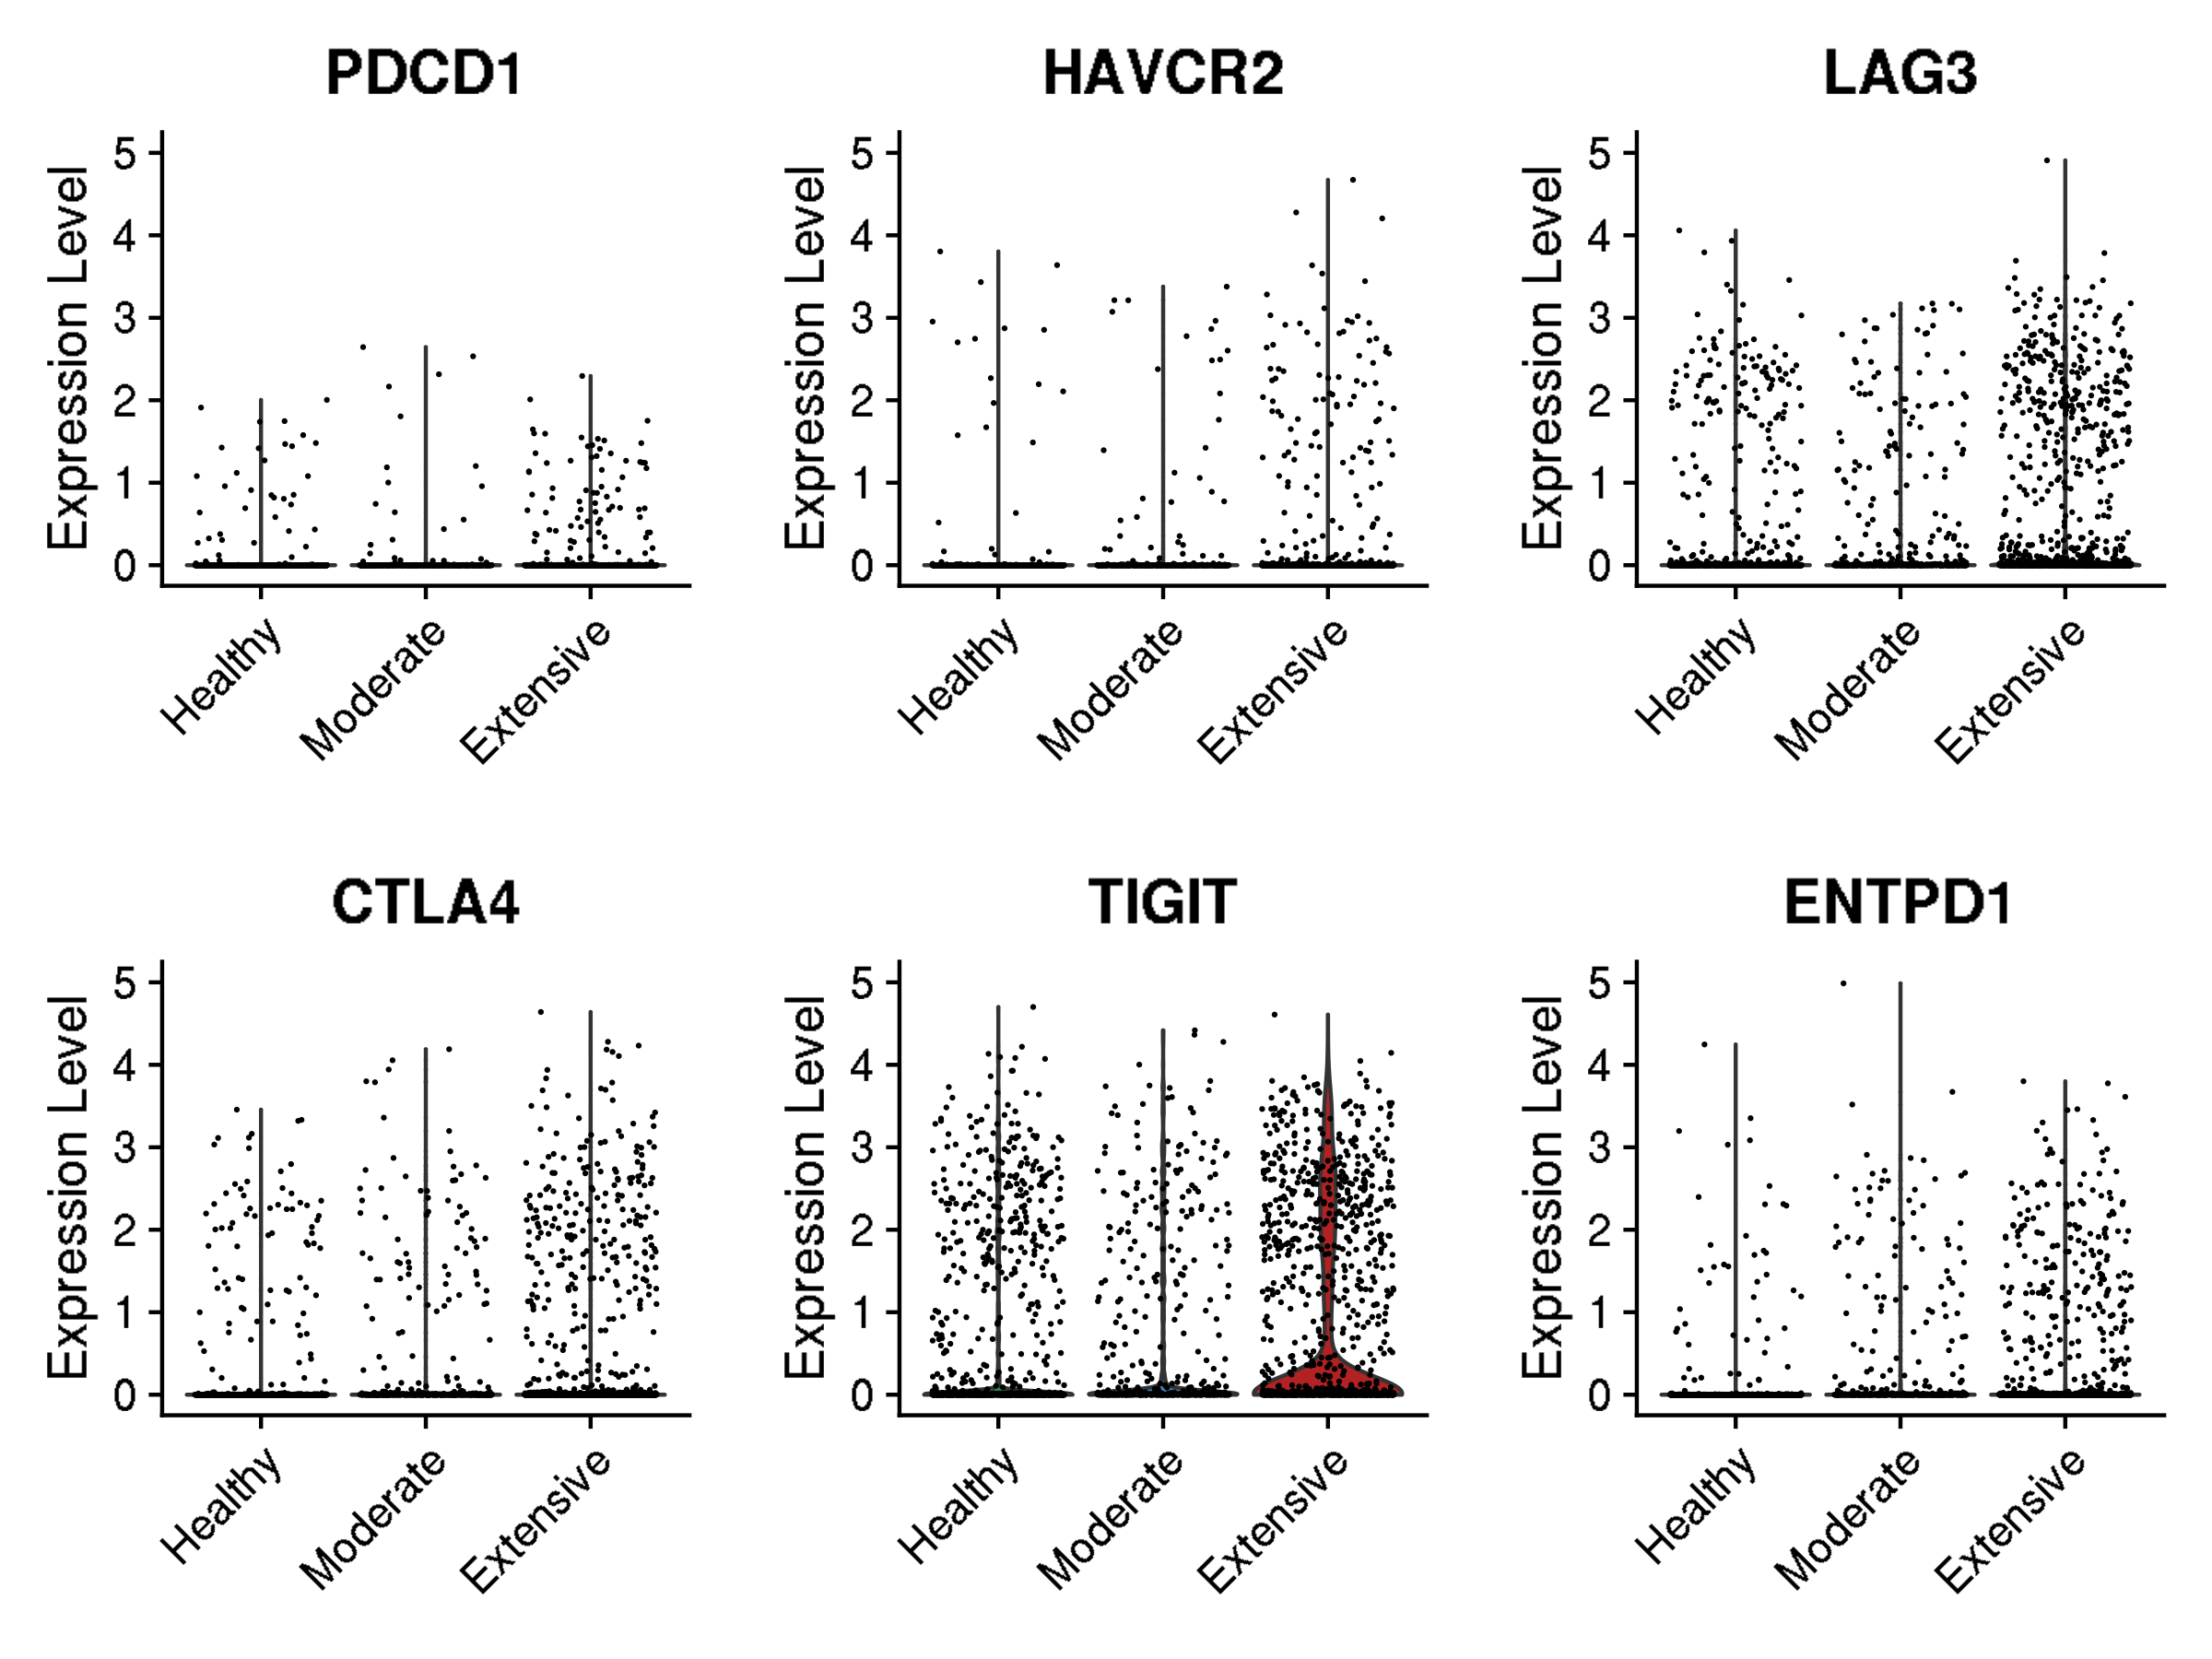 PDCD1
Expression Level
5
4
3
2
1
0
Healthy
Moderate
Extensive
HAVCR2
Expression Level
5
4
3
2
1
0
Healthy
Moderate
Extensive
LAG3
Expression Level
5
4
3
2
1
0
Healthy
Moderate
Extensive
CTLA4
Expression Level
5
4
3
2
1
0
Healthy
Moderate
Extensive
TIGIT
Expression Level
5
4
3
2
1
0
Healthy
Moderate
Extensive
ENTPD1
Expression Level
5
4
3
2
1
0
Healthy
Moderate
Extensive